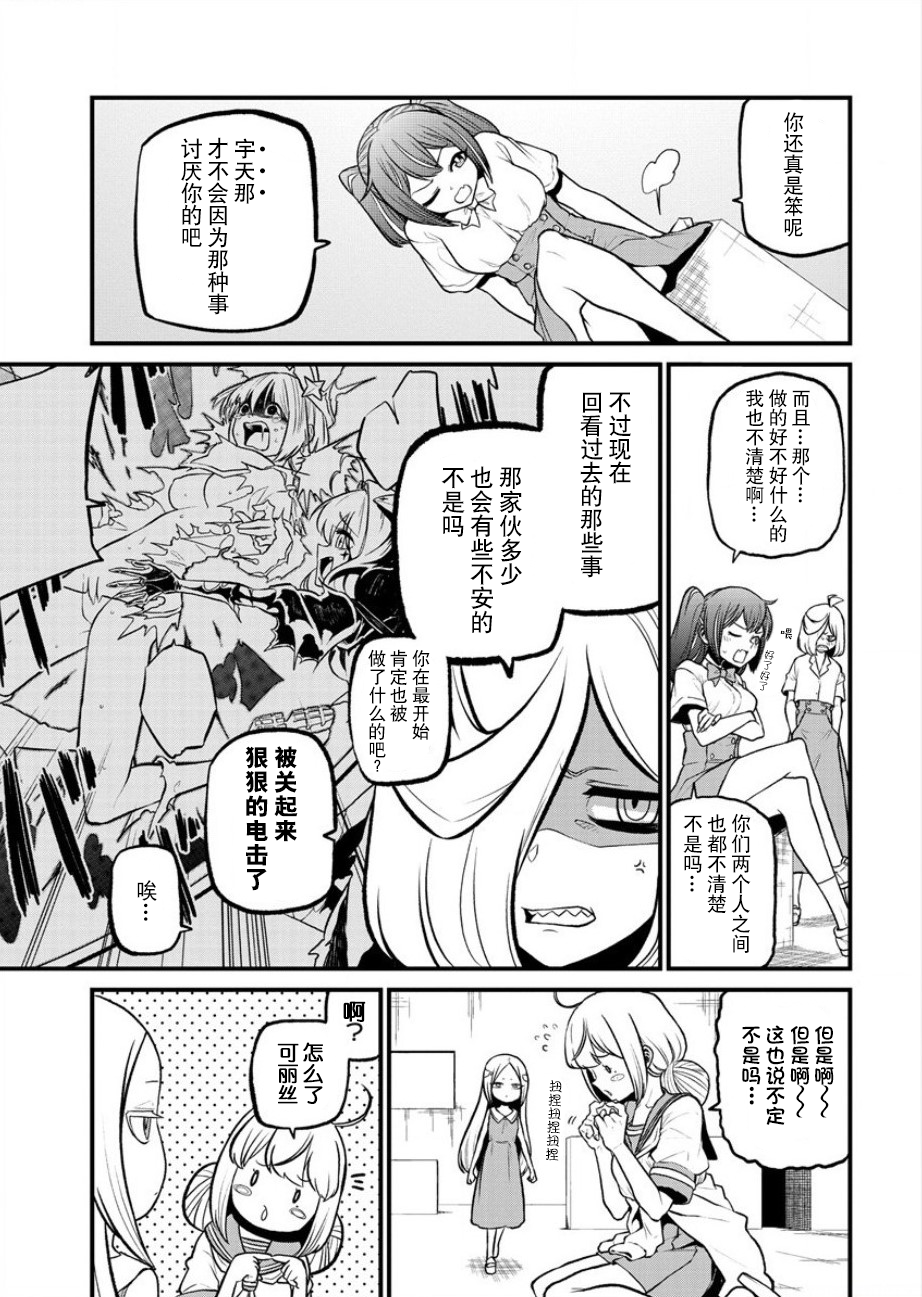 你还真是笨呢
宇天那
才不会因为那种事
讨厌你的吧
而且…那个…
做的好不好什么的
我也不清楚啊…
喂
好了好了
你们两个人之间
也都不清楚
不是吗…
不过现在
回看过去的那些事
那家伙多少
也会有些不安的
不是吗
你在最开始
肯定也被
做了什么的吧?
被关起来
狠狠的电击了
唉…
但是啊～
但是啊～
这也说不定
不是吗…
扭捏扭捏扭捏
啊?
怎么了
可丽丝